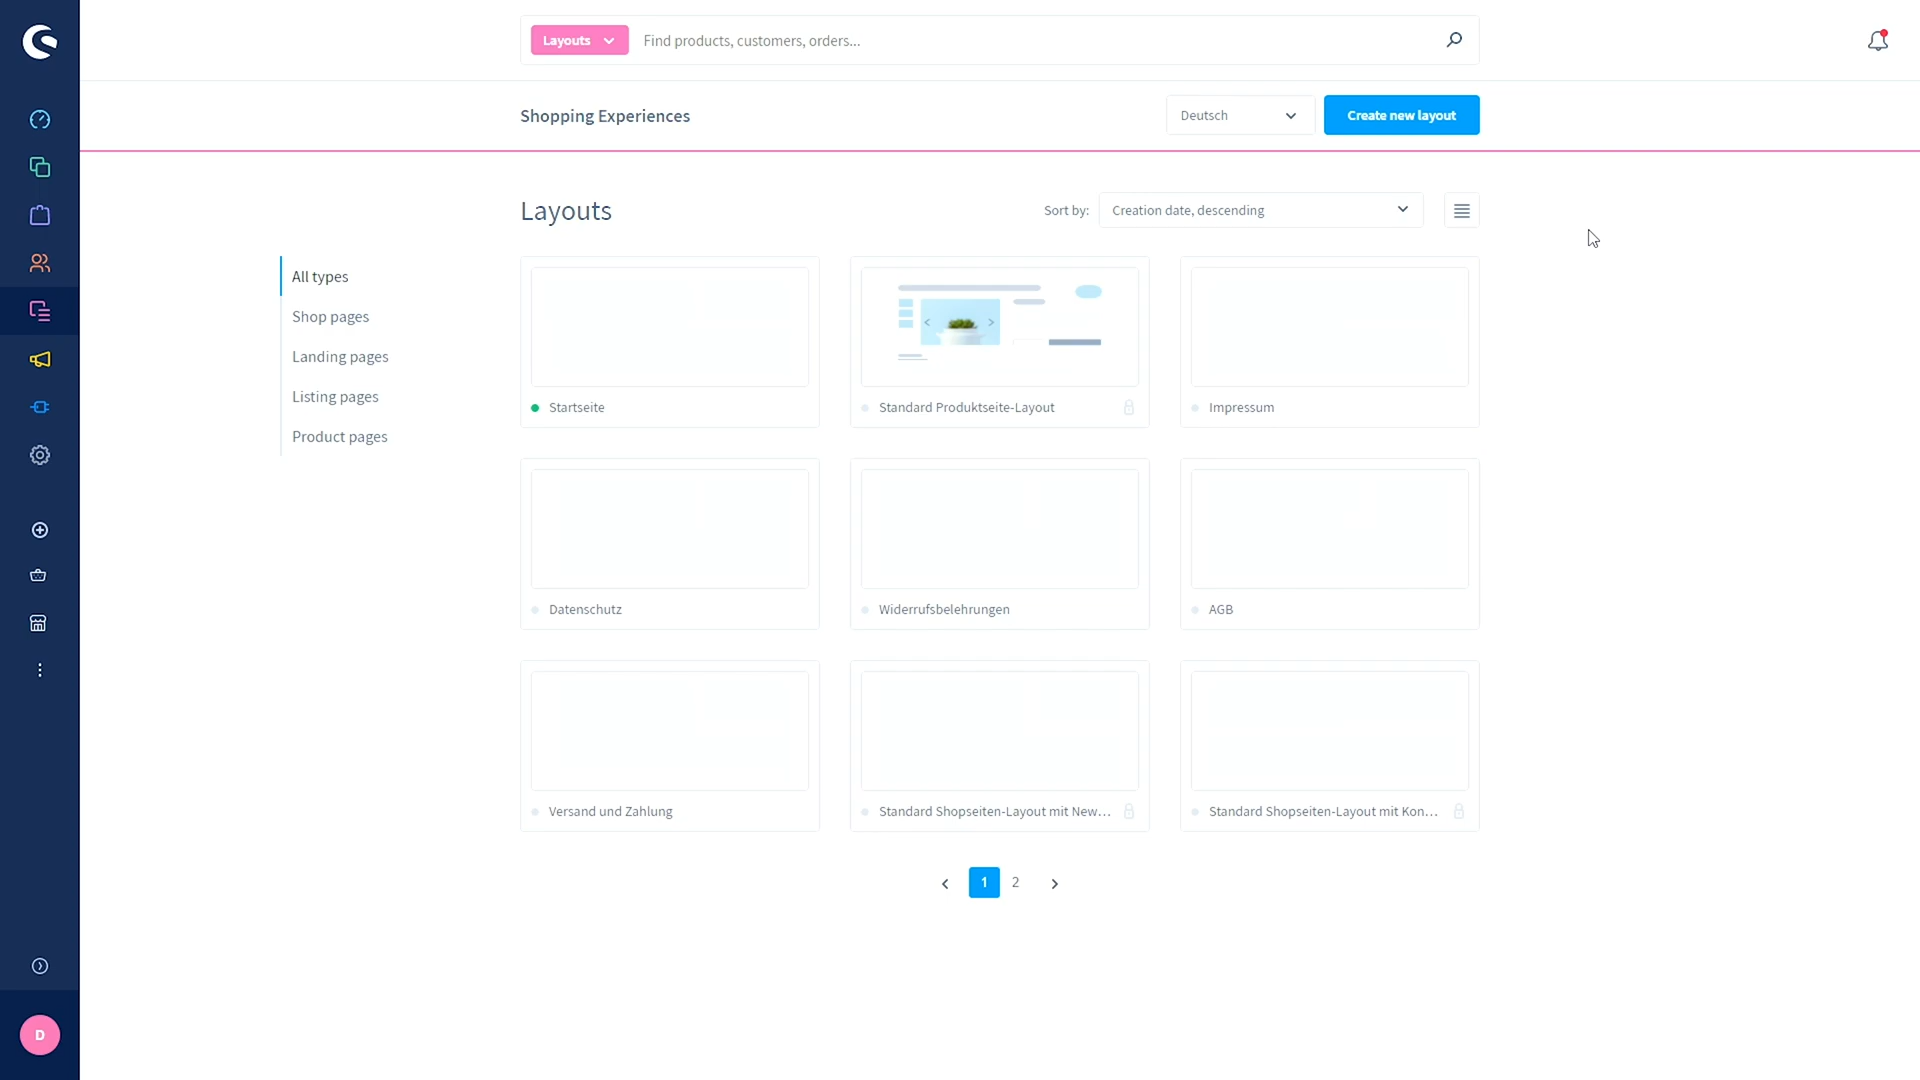 Layouts
Find products, customers, orders...
Shopping Experiences
Deutsch
Create new layout
Layouts
Sort by:
Creation date, descending
All types
Shop pages
Landing pages
Listing pages
Product pages
Startseite
Standard Produktseite-Layout
Impressum
Datenschutz
Widerrufsbelehrungen
AGB
Versand und Zahlung
Standard Shopseiten-Layout mit New...
Standard Shopseiten-Layout mit Kon...
1
2
D